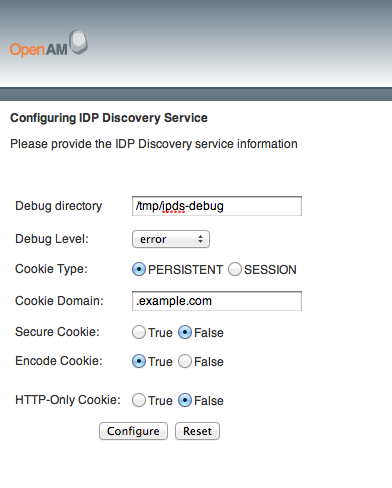 OpenAM
Configuring IDP Discovery Service
Please provide the IDP Discovery service information
Debug directory /tmp/ipds-debug
Debug Level: error
Cookie Type: PERSISTENT SESSION
Cookie Domain: .example.com
Secure Cookie: True False
Encode Cookie: True False
HTTP-Only Cookie: True False
Configure Reset